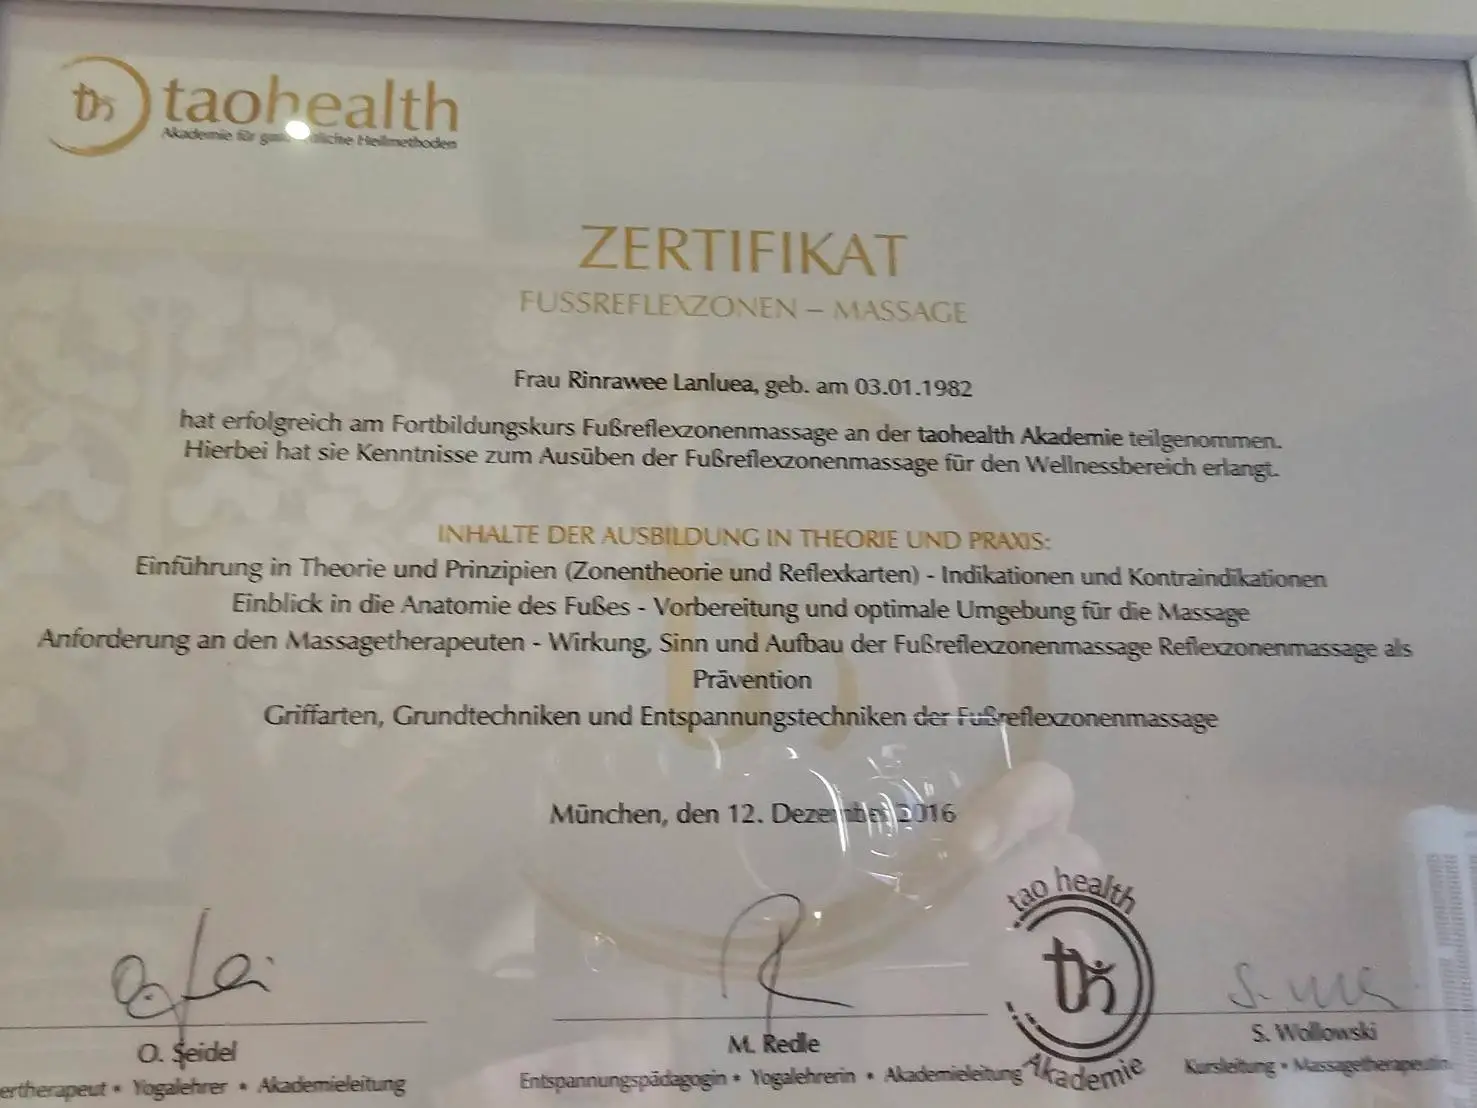 th taohealth
Akademie für ganzheitliche Heilmethoden
ZERTIFIKAT
FUSSREFLEXZONEN – MASSAGE
Frau Rinrawee Lanluea, geb. am 03.01.1982
hat erfolgreich am Fortbildungskurs Fußreflexzonenmassage an der taohealth Akademie teilgenommen.
Hierbei hat sie Kenntnisse zum Ausüben der Fußreflexzonenmassage für den Wellnessbereich erlangt.
INHALTE DER AUSBILDUNG IN THEORIE UND PRAXIS:
Einführung in Theorie und Prinzipien (Zonentheorie und Reflexkarten) - Indikationen und Kontraindikationen
Einblick in die Anatomie des Fußes - Vorbereitung und optimale Umgebung für die Massage
Anforderung an den Massagetherapeuten - Wirkung, Sinn und Aufbau der Fußreflexzonenmassage Reflexzonenmassage als
Prävention
Griffarten, Grundtechniken und Entspannungstechniken der Fußreflexzonenmassage
München, den 12. Dezember 2016
tao health
th
Akademie
O. Seidel
M. Redle
S. Wollowski
ertherapeut • Yogalehrer • Akademieleitung
Entspannungspädagogin • Yogalehrerin • Akademieleitung
Kursleitung • Massagetherapeutin